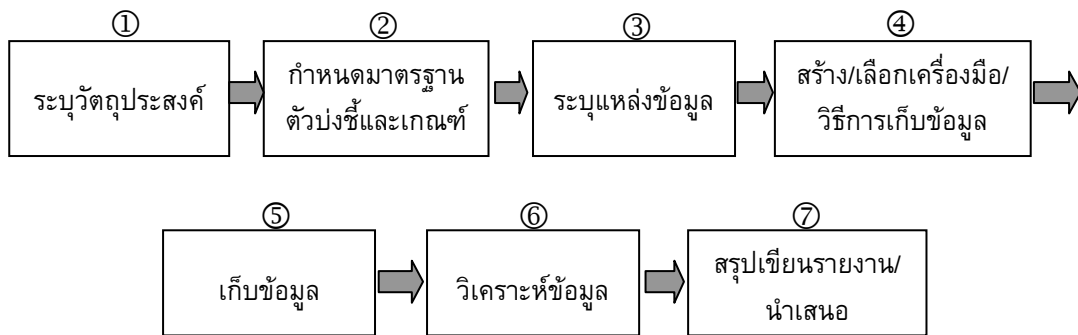 ①
ระบุวัตถุประสงค์
②
กำหนดมาตรฐาน
ตัวบ่งชี้และเกณฑ์
③
ระบุแหล่งข้อมูล
④
สร้าง/เลือกเครื่องมือ/
วิธีการเก็บข้อมูล
⑤
เก็บข้อมูล
⑥
วิเคราะห์ข้อมูล
⑦
สรุปเขียนรายงาน/
นำเสนอ